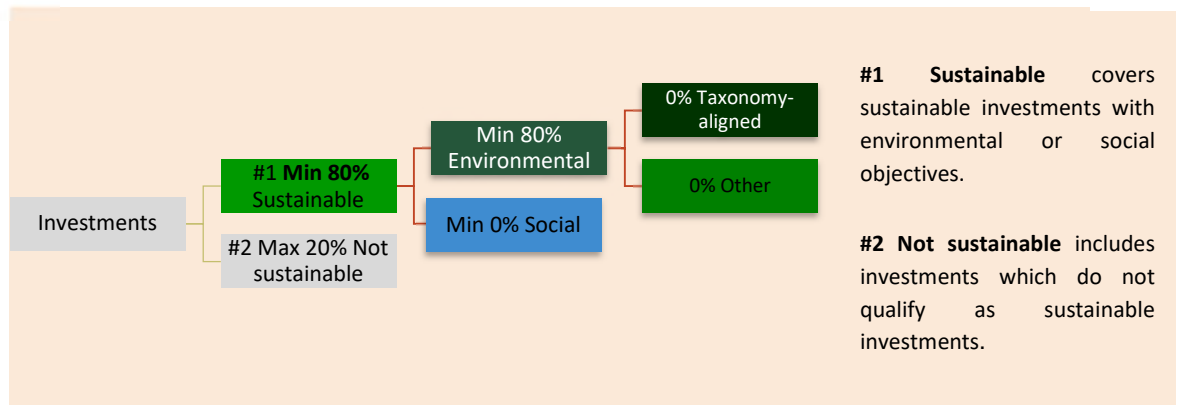 Investments
#1 Min 80%
Sustainable
#2 Max 20% Not
sustainable
Min 80%
Environmental
Min 0% Social
0% Taxonomy-
aligned
0% Other
#1 Sustainable covers
sustainable investments with
environmental or social
objectives.
#2 Not sustainable includes
investments which do not
qualify as sustainable
investments.